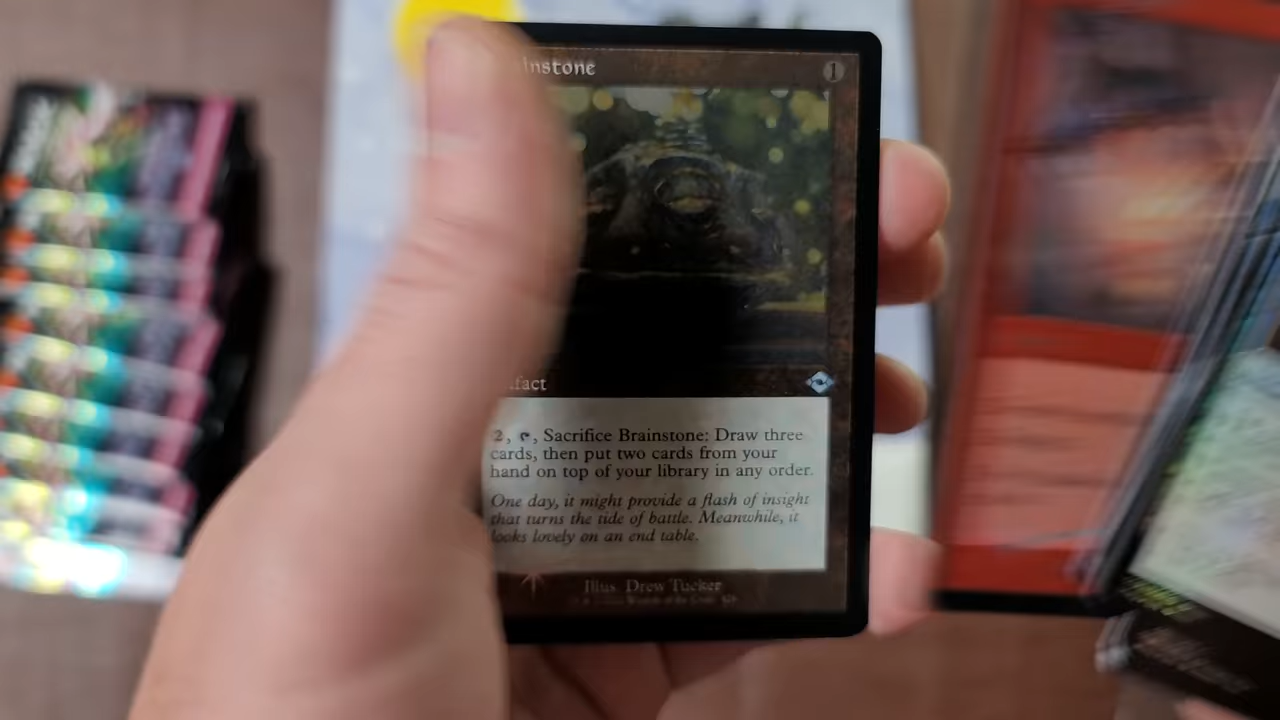 instone
1
fact
2, , Sacrifice Brainstone: Draw three
cards, then put two cards from your
hand on top of your library in any order.
One day, it might provide a flash of insight
that turns the tide of battle. Meanwhile, it
looks lovely on an end table.
Illus. Drew Tucker